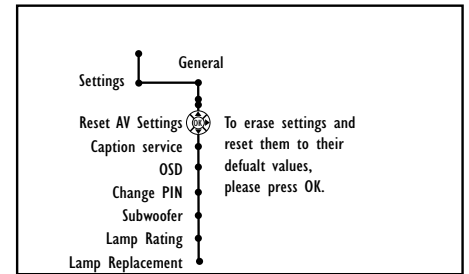 General
Settings
Reset AV Settings OK To erase settings and
Caption service reset them to their
OSD defualt values,
Change PIN please press OK.
Subwoofer
Lamp Rating
Lamp Replacement